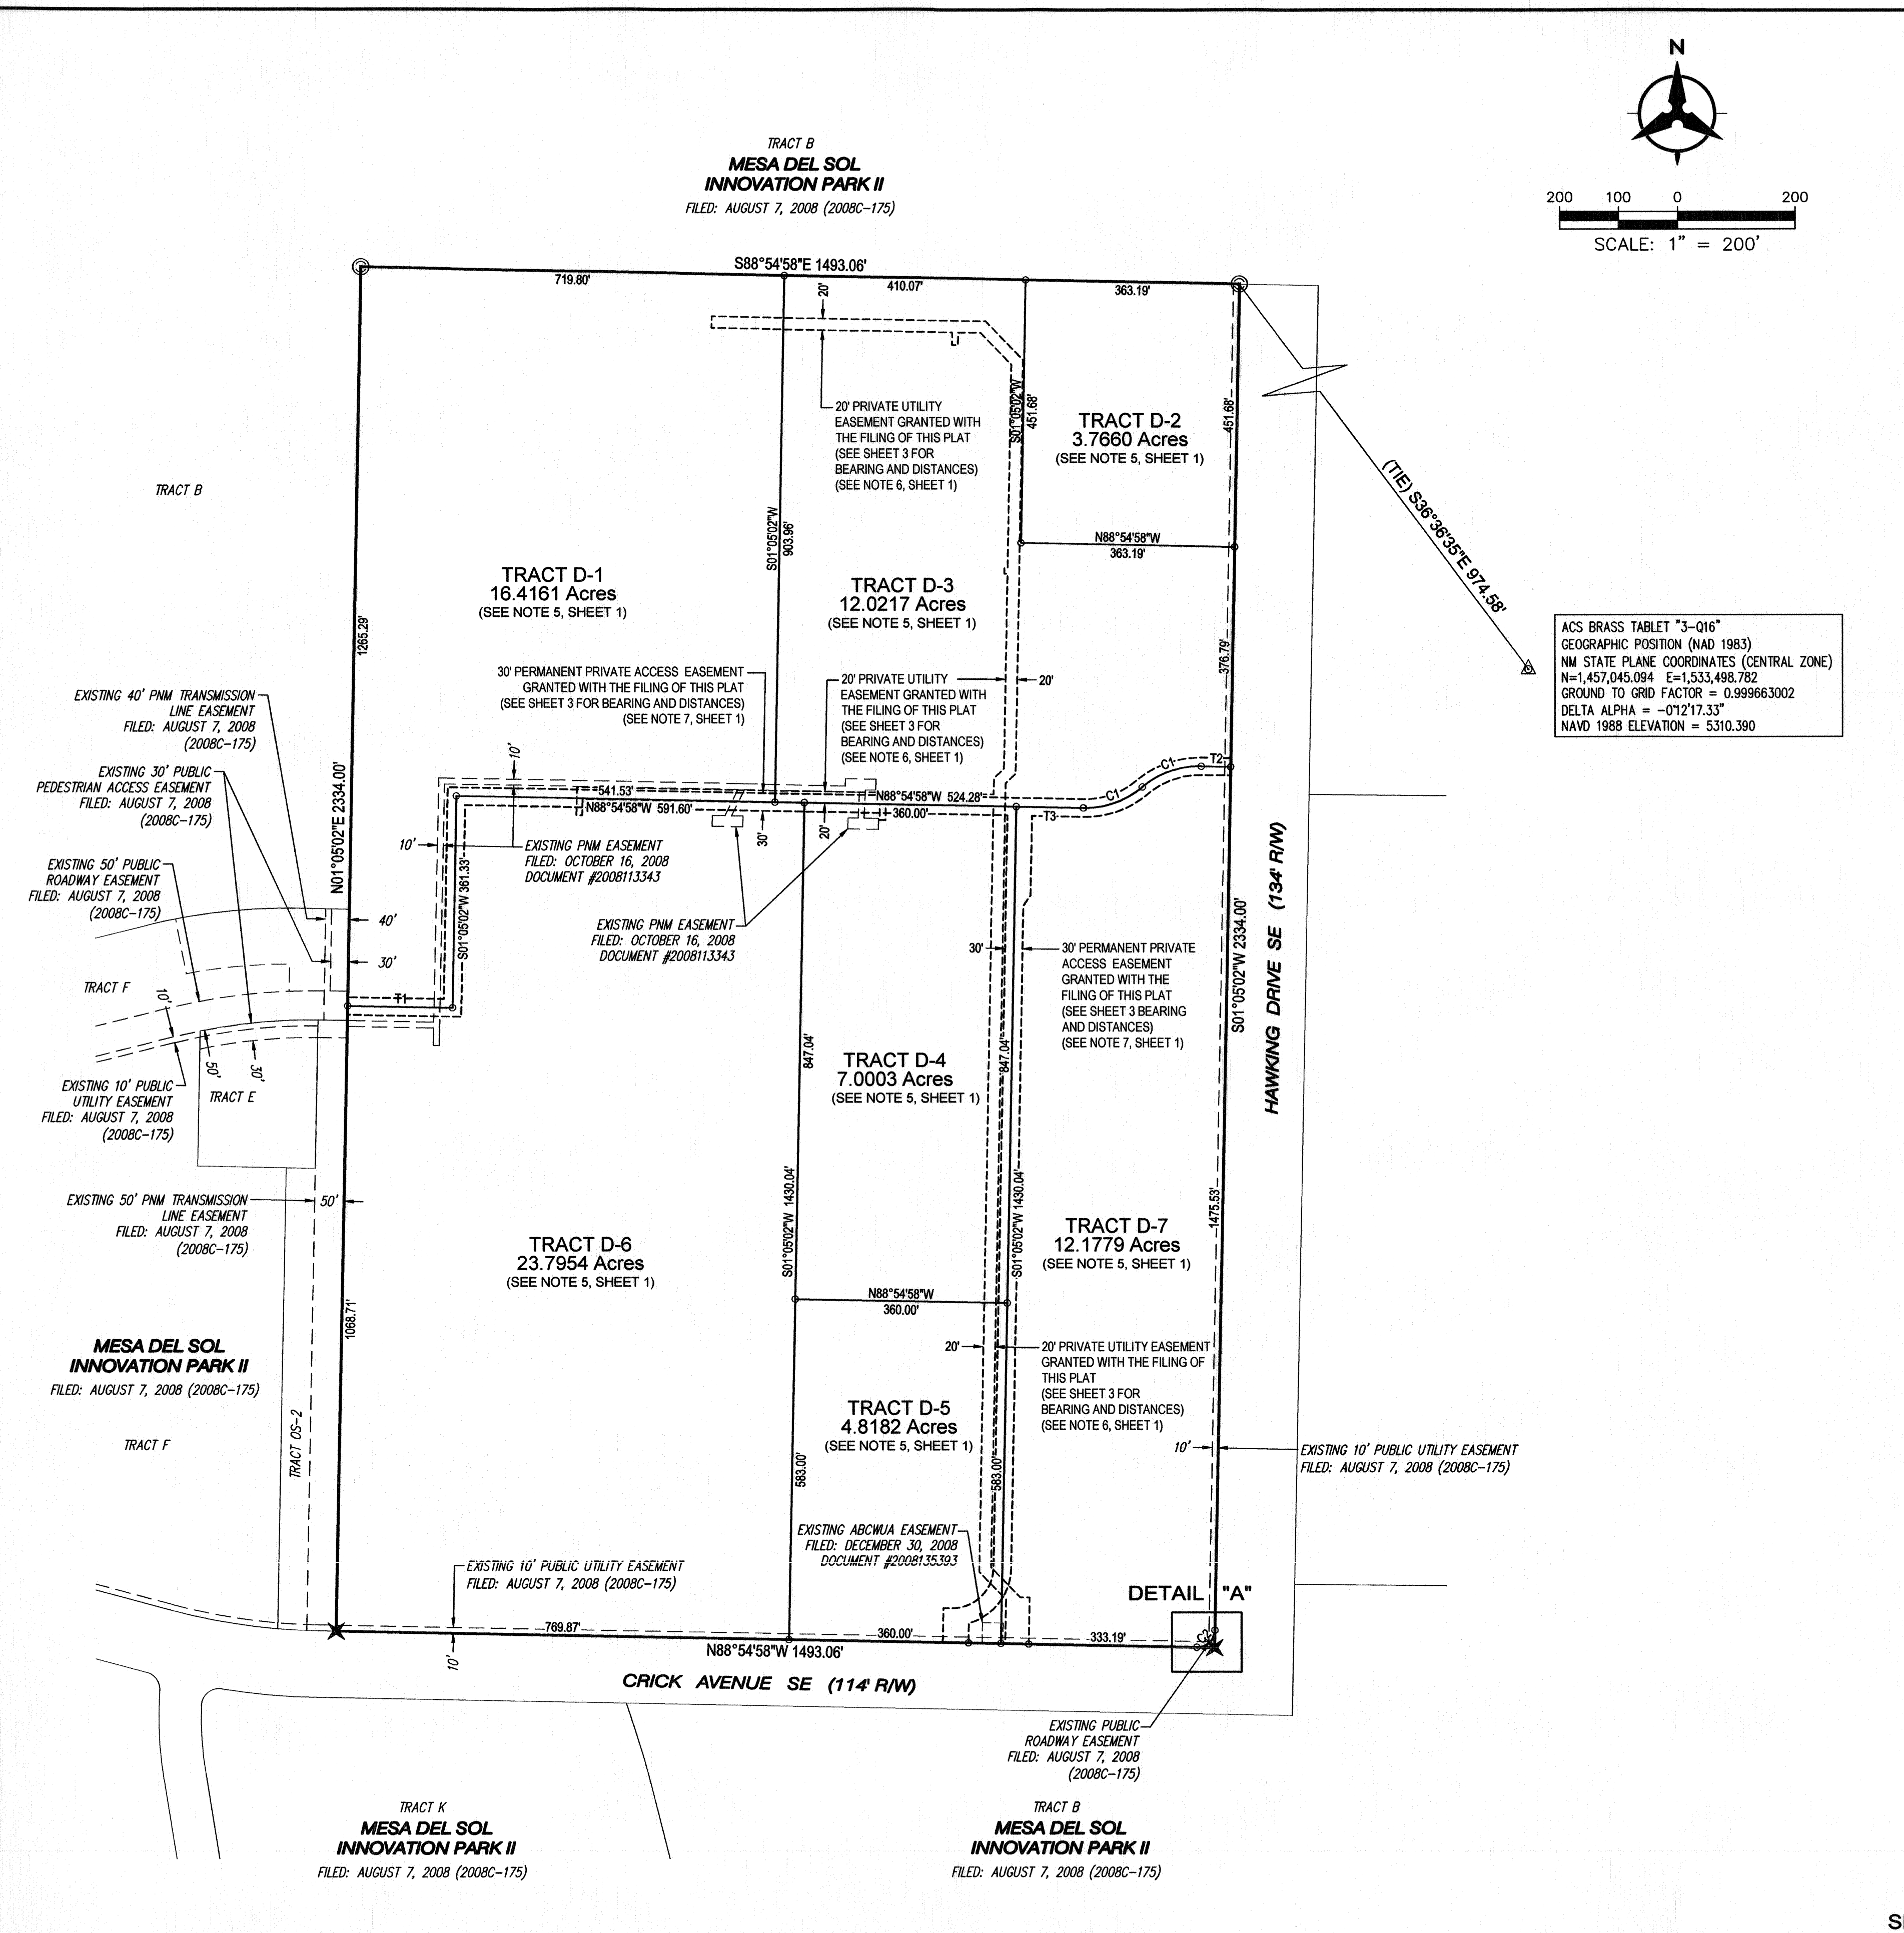 N
200 100 0 200
SCALE: 1" = 200'
TRACT B
MESA DEL SOL
INNOVATION PARK II
FILED: AUGUST 7, 2008 (2008C-175)
S88°54'58"E 1493.06'
719.80'
410.07'
363.19'
20'
20' PRIVATE UTILITY
EASEMENT GRANTED WITH
THE FILING OF THIS PLAT
(SEE SHEET 3 FOR
BEARING AND DISTANCES)
(SEE NOTE 6, SHEET 1)
S01°05'02"W
451.68'
TRACT D-2
3.7660 Acres
(SEE NOTE 5, SHEET 1)
451.68'
(TIE) S36°36'35"E 974.58'
TRACT B
S01°05'02"W
903.96'
N88°54'58"W
363.19'
TRACT D-1
16.4161 Acres
(SEE NOTE 5, SHEET 1)
TRACT D-3
12.0217 Acres
(SEE NOTE 5, SHEET 1)
1265.29'
376.79'
ACS BRASS TABLET "3-Q16"
GEOGRAPHIC POSITION (NAD 1983)
NM STATE PLANE COORDINATES (CENTRAL ZONE)
N=1,457,045.094 E=1,533,498.782
GROUND TO GRID FACTOR = 0.999663002
DELTA ALPHA = -0°12'17.33"
NAVD 1988 ELEVATION = 5310.390
30' PERMANENT PRIVATE ACCESS EASEMENT
GRANTED WITH THE FILING OF THIS PLAT
(SEE SHEET 3 FOR BEARING AND DISTANCES)
(SEE NOTE 7, SHEET 1)
20' PRIVATE UTILITY
EASEMENT GRANTED WITH
THE FILING OF THIS PLAT
(SEE SHEET 3 FOR
BEARING AND DISTANCES)
(SEE NOTE 6, SHEET 1)
20'
EXISTING 40' PNM TRANSMISSION
LINE EASEMENT
FILED: AUGUST 7, 2008
(2008C-175)
EXISTING 30' PUBLIC
PEDESTRIAN ACCESS EASEMENT
FILED: AUGUST 7, 2008
(2008C-175)
EXISTING 50' PUBLIC
ROADWAY EASEMENT
FILED: AUGUST 7, 2008
(2008C-175)
N01°05'02"E 2334.00'
10'
541.53'
N88°54'58"W 591.60'
30'
20'
N88°54'58"W 524.28'
360.00'
T3
C1
C1
T2
10'
EXISTING PNM EASEMENT
FILED: OCTOBER 16, 2008
DOCUMENT #2008113343
S01°05'02"W 361.33'
EXISTING PNM EASEMENT
FILED: OCTOBER 16, 2008
DOCUMENT #2008113343
40'
30'
T1
30'
30' PERMANENT PRIVATE
ACCESS EASEMENT
GRANTED WITH THE
FILING OF THIS PLAT
(SEE SHEET 3 BEARING
AND DISTANCES)
(SEE NOTE 7, SHEET 1)
S01°05'02"W 2334.00'
HAWKING DRIVE SE (134' R/W)
TRACT F
10'
50'
30'
TRACT E
EXISTING 10' PUBLIC
UTILITY EASEMENT
FILED: AUGUST 7, 2008
(2008C-175)
847.04'
TRACT D-4
7.0003 Acres
(SEE NOTE 5, SHEET 1)
847.04'
EXISTING 50' PNM TRANSMISSION
LINE EASEMENT
FILED: AUGUST 7, 2008
(2008C-175)
50'
S01°05'02"W 1430.04'
S01°05'02"W 1430.04'
1475.53'
TRACT D-6
23.7954 Acres
(SEE NOTE 5, SHEET 1)
TRACT D-7
12.1779 Acres
(SEE NOTE 5, SHEET 1)
N88°54'58"W
360.00'
1068.71'
MESA DEL SOL
INNOVATION PARK II
FILED: AUGUST 7, 2008 (2008C-175)
TRACT F
TRACT OS-2
20'
20' PRIVATE UTILITY EASEMENT
GRANTED WITH THE FILING OF
THIS PLAT
(SEE SHEET 3 FOR
BEARING AND DISTANCES)
(SEE NOTE 6, SHEET 1)
TRACT D-5
4.8182 Acres
(SEE NOTE 5, SHEET 1)
583.00'
583.00'
10'
EXISTING 10' PUBLIC UTILITY EASEMENT
FILED: AUGUST 7, 2008 (2008C-175)
EXISTING ABCWUA EASEMENT
FILED: DECEMBER 30, 2008
DOCUMENT #2008135393
EXISTING 10' PUBLIC UTILITY EASEMENT
FILED: AUGUST 7, 2008 (2008C-175)
DETAIL "A"
769.87'
360.00'
333.19'
C2
10'
N88°54'58"W 1493.06'
CRICK AVENUE SE (114' R/W)
EXISTING PUBLIC
ROADWAY EASEMENT
FILED: AUGUST 7, 2008
(2008C-175)
TRACT K
MESA DEL SOL
INNOVATION PARK II
FILED: AUGUST 7, 2008 (2008C-175)
TRACT B
MESA DEL SOL
INNOVATION PARK II
FILED: AUGUST 7, 2008 (2008C-175)